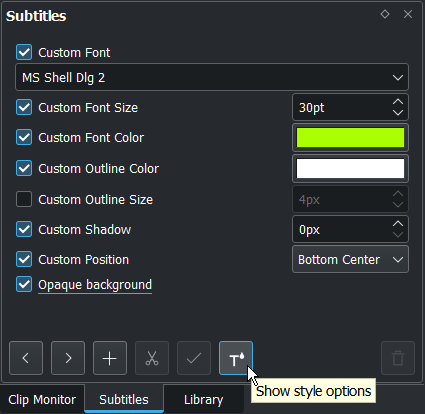 Subtitles
Custom Font
MS Shell Dlg 2
Custom Font Size 30pt
Custom Font Color
Custom Outline Color
Custom Outline Size 4px
Custom Shadow 0px
Custom Position Bottom Center
Opaque background
T
Show style options
Clip Monitor Subtitles Library